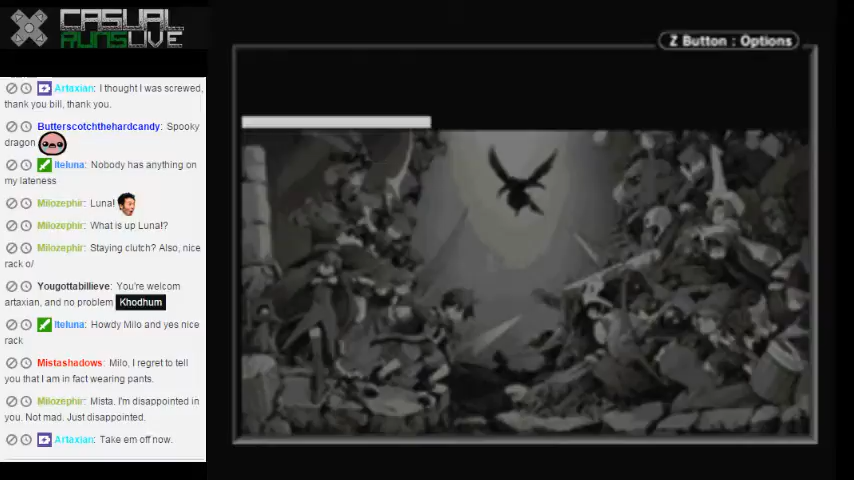 CASUAL
RUNSLIVE
Z Button : Options
Artaxian: I thought I was screwed,
thank you bill, thank you.
Butterscotchthehardcandy: Spooky
dragon
Iteluna: Nobody has anything on
my lateness
Milozephir: Luna!
Milozephir: What is up Luna!?
Milozephir: Staying clutch? Also, nice
rack o/
Yougottabillieve: You're welcom
artaxian, and no problem Khodhum
Iteluna: Howdy Milo and yes nice
rack
Mistashadows: Milo, I regret to tell
you that I am in fact wearing pants.
Milozephir: Mista. I'm disappointed in
you. Not mad. Just disappointed.
Artaxian: Take em off now.